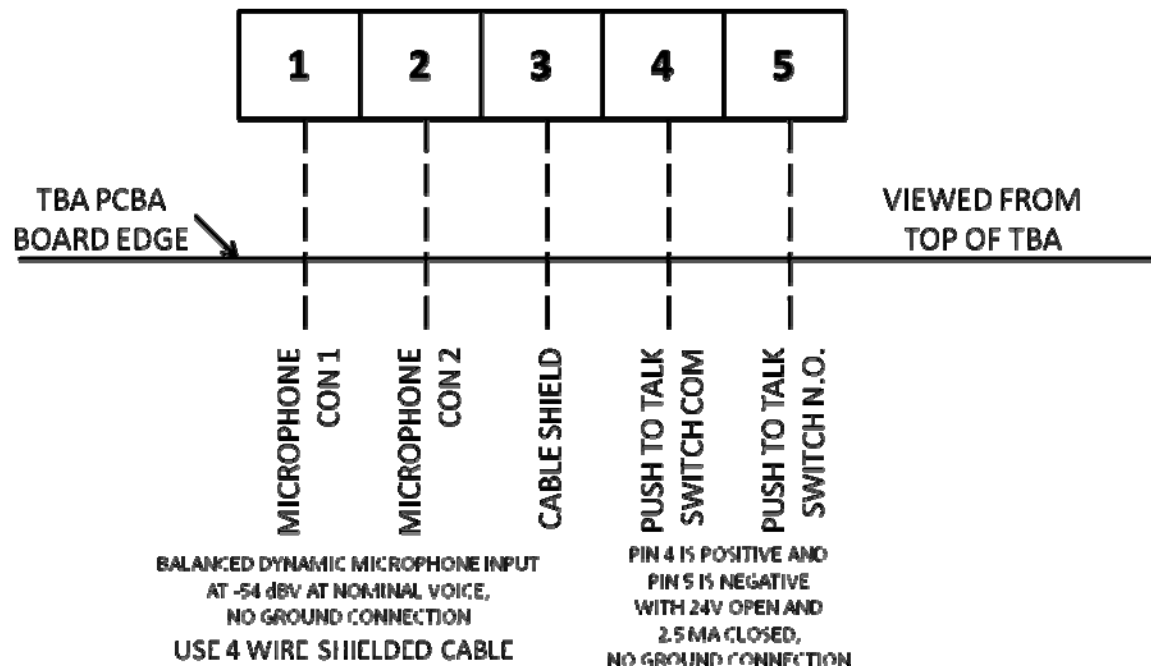 1 2 3 4 5
TBA PCBA
BOARD EDGE
VIEWED FROM
TOP OF TBA
MICROPHONE
CON 1
MICROPHONE
CON 2
CABLE SHIELD
PUSH TO TALK
SWITCH COM
PUSH TO TALK
SWITCH N.O.
BALANCED DYNAMIC MICROPHONE INPUT
AT -54 dBV AT NOMINAL VOICE,
NO GROUND CONNECTION
USE 4 WIRE SHIELDED CABLE
PIN 4 IS POSITIVE AND
PIN 5 IS NEGATIVE
WITH 24V OPEN AND
2.5 MA CLOSED,
NO GROUND CONNECTION